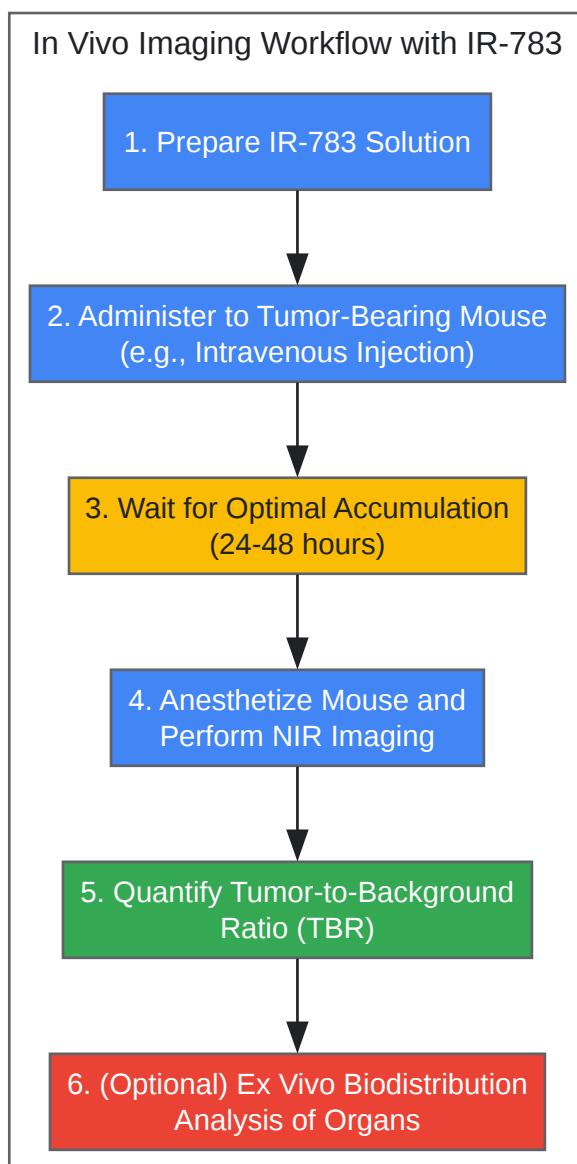 In Vivo Imaging Workflow with IR-783
1. Prepare IR-783 Solution
2. Administer to Tumor-Bearing Mouse
(e.g., Intravenous Injection)
3. Wait for Optimal Accumulation
(24-48 hours)
4. Anesthetize Mouse and
Perform NIR Imaging
5. Quantify Tumor-to-Background
Ratio (TBR)
6. (Optional) Ex Vivo Biodistribution
Analysis of Organs